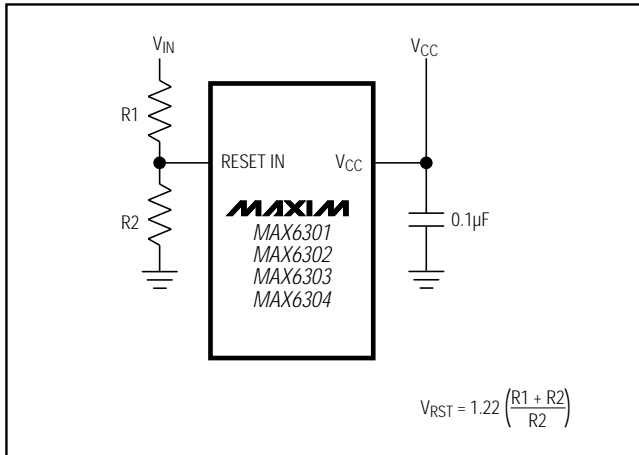 VIN
VCC
R1
RESET IN
VCC
R2
MAXIM
MAX6301
MAX6302
MAX6303
MAX6304
0.1µF
VRST = 1.22 (R1 + R2 / R2)